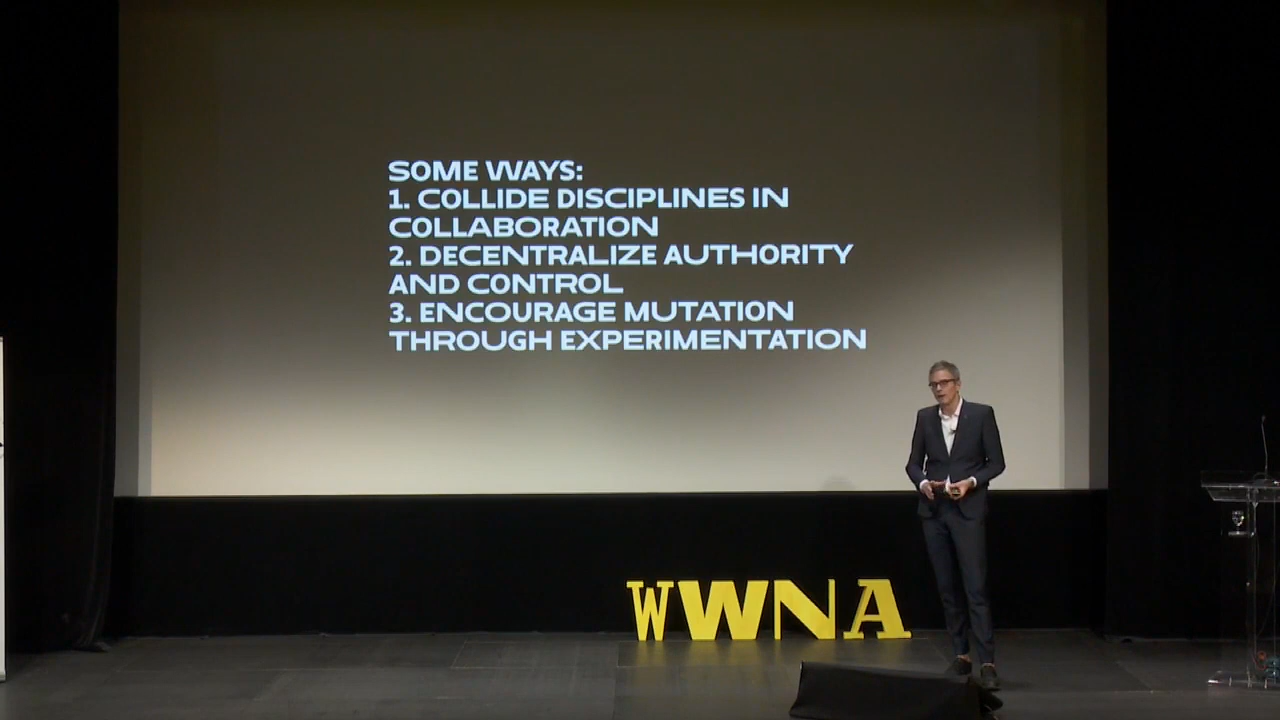 SOME WAYS:
1. COLLIDE DISCIPLINES IN
COLLABORATION
2. DECENTRALIZE AUTHORITY
AND CONTROL
3. ENCOURAGE MUTATION
THROUGH EXPERIMENTATION
WWNA